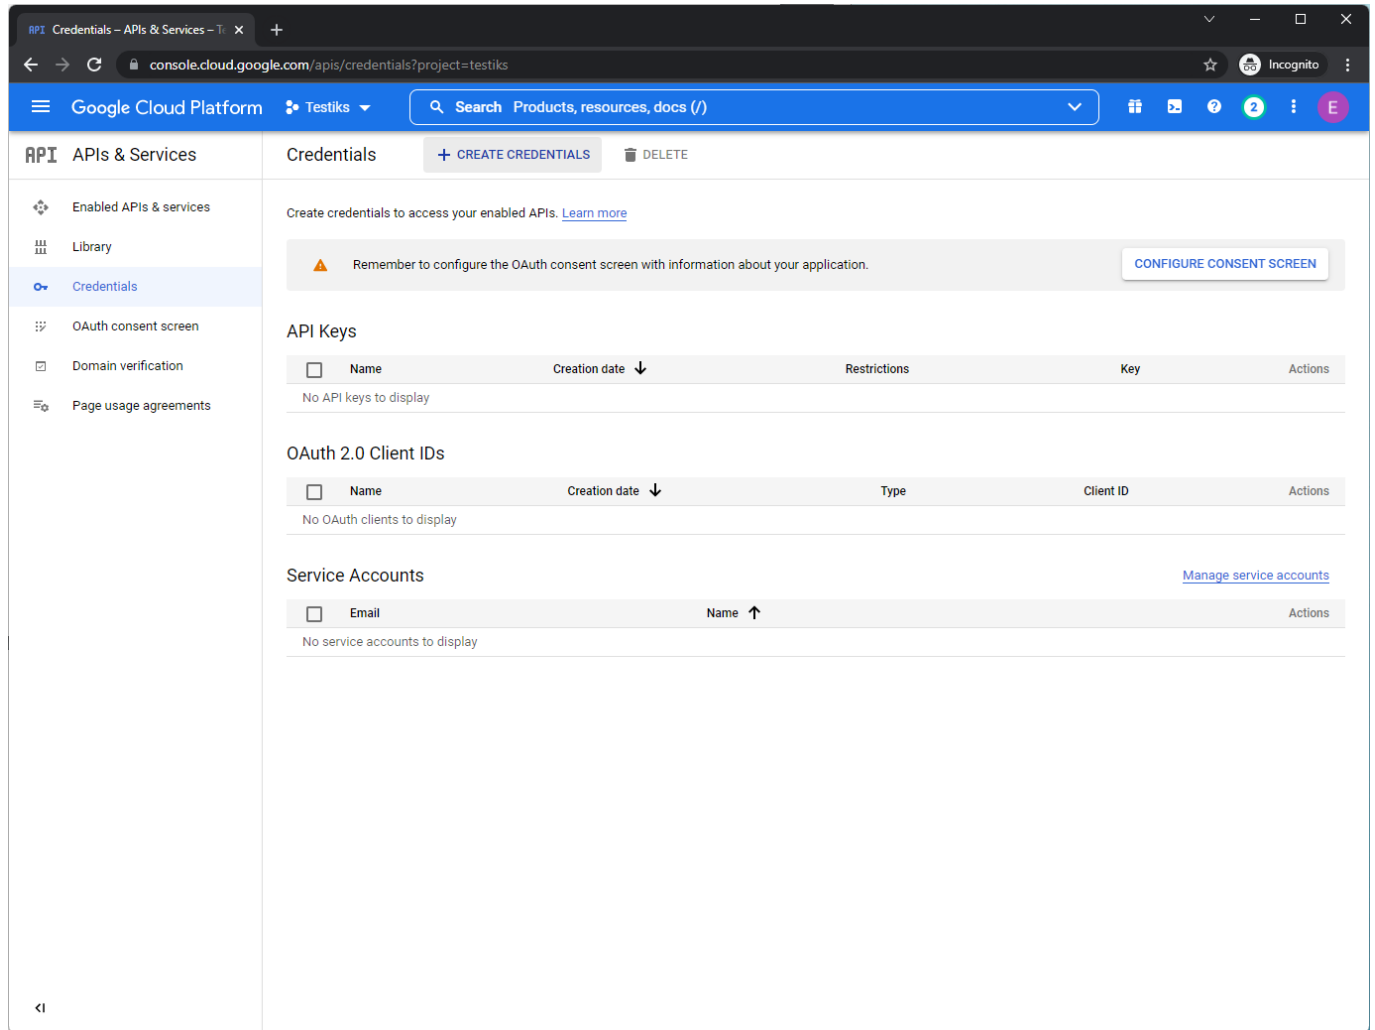 API Credentials – APIs & Services – Te
console.cloud.google.com/apis/credentials?project=testiks
Incognito
Google Cloud Platform
Testiks
Search Products, resources, docs (/)
2
E
API APIs & Services
Credentials
+ CREATE CREDENTIALS
DELETE
Enabled APIs & services
Library
Credentials
OAuth consent screen
Domain verification
Page usage agreements
Create credentials to access your enabled APIs. Learn more
Remember to configure the OAuth consent screen with information about your application.
CONFIGURE CONSENT SCREEN
API Keys
Name Creation date Restrictions Key Actions
No API keys to display
OAuth 2.0 Client IDs
Name Creation date Type Client ID Actions
No OAuth clients to display
Service Accounts
Manage service accounts
Email Name Actions
No service accounts to display